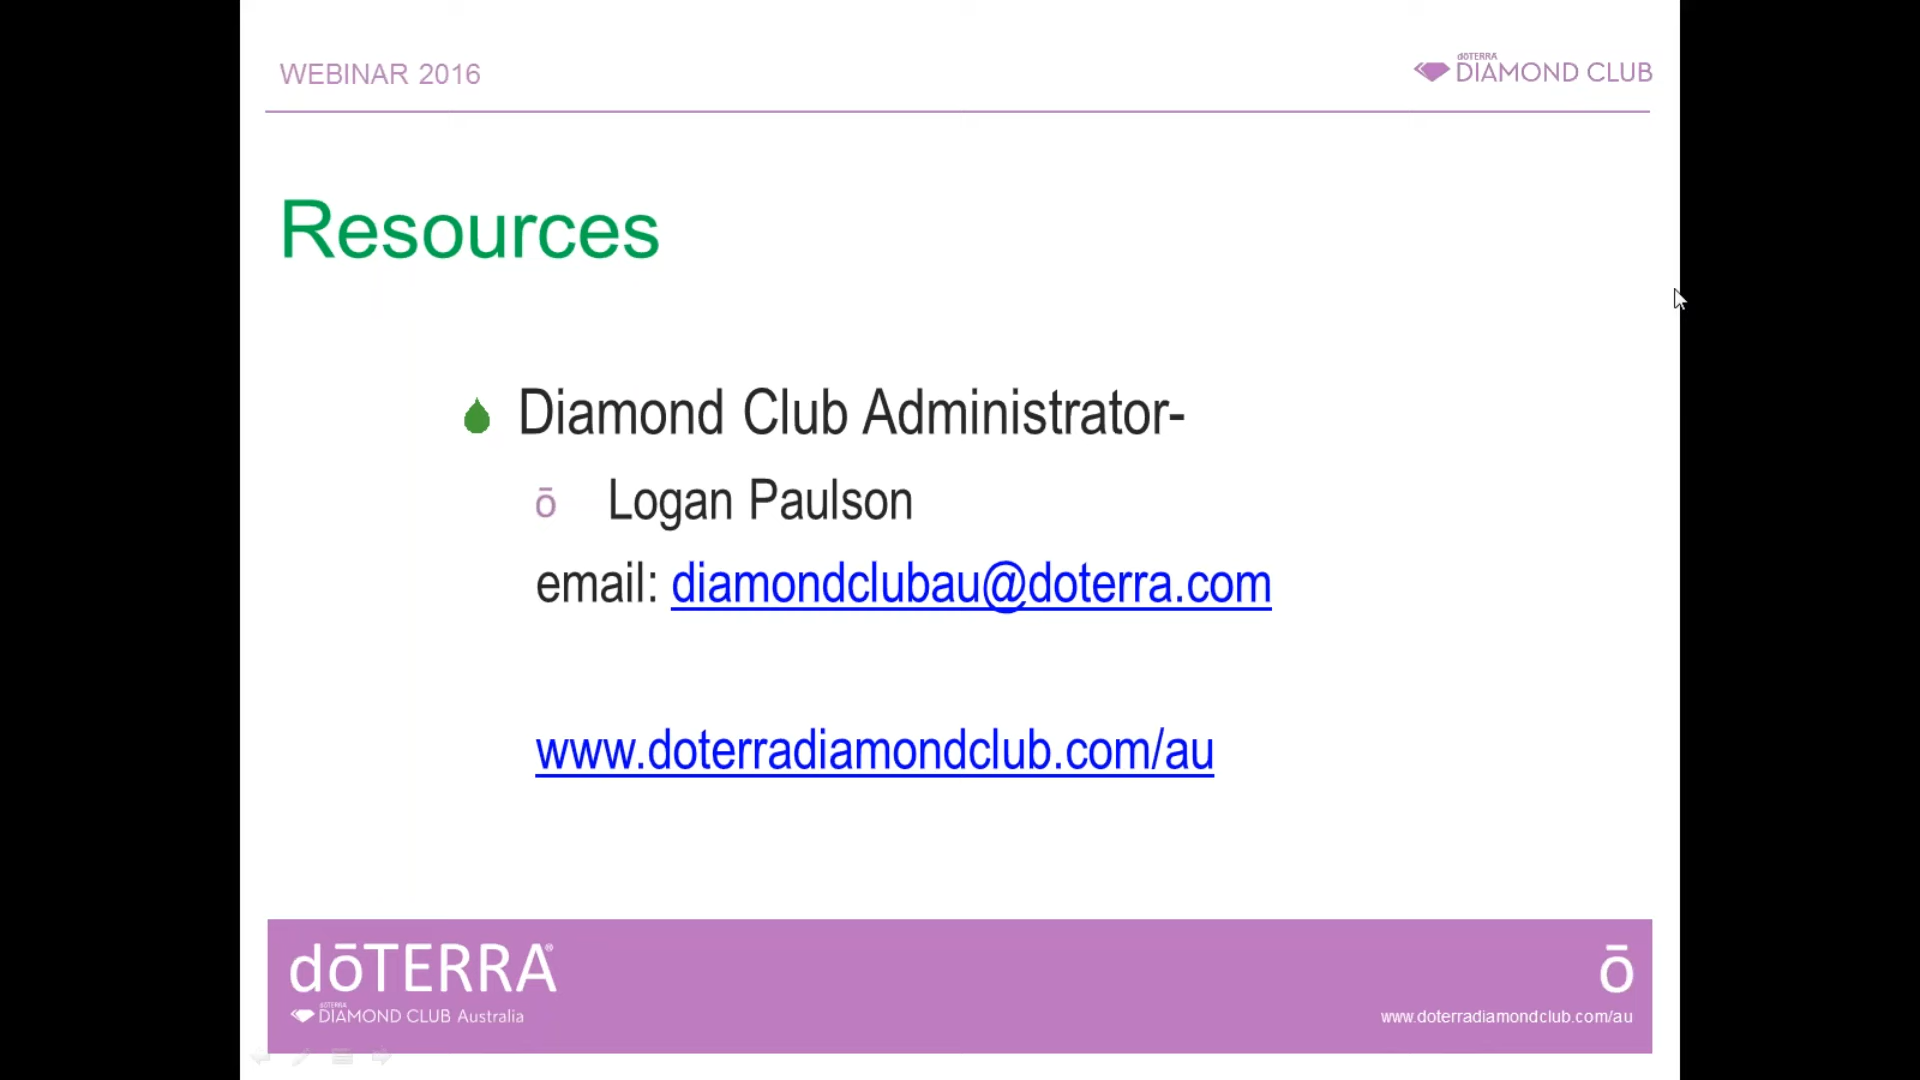 WEBINAR 2016
dōTERRA
DIAMOND CLUB
Resources
Diamond Club Administrator-
ō Logan Paulson
email: diamondclubau@doterra.com
www.doterradiamondclub.com/au
dōTERRA®
ō
dōTERRA
DIAMOND CLUB Australia
www.doterradiamondclub.com/au